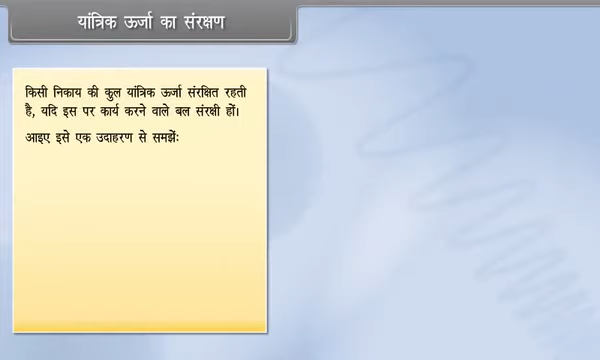 यांत्रिक ऊर्जा का संरक्षण
किसी निकाय की कुल यांत्रिक ऊर्जा संरक्षित रहती
है, यदि इस पर कार्य करने वाले बल संरक्षी हों।
आइए इसे एक उदाहरण से समझेंः